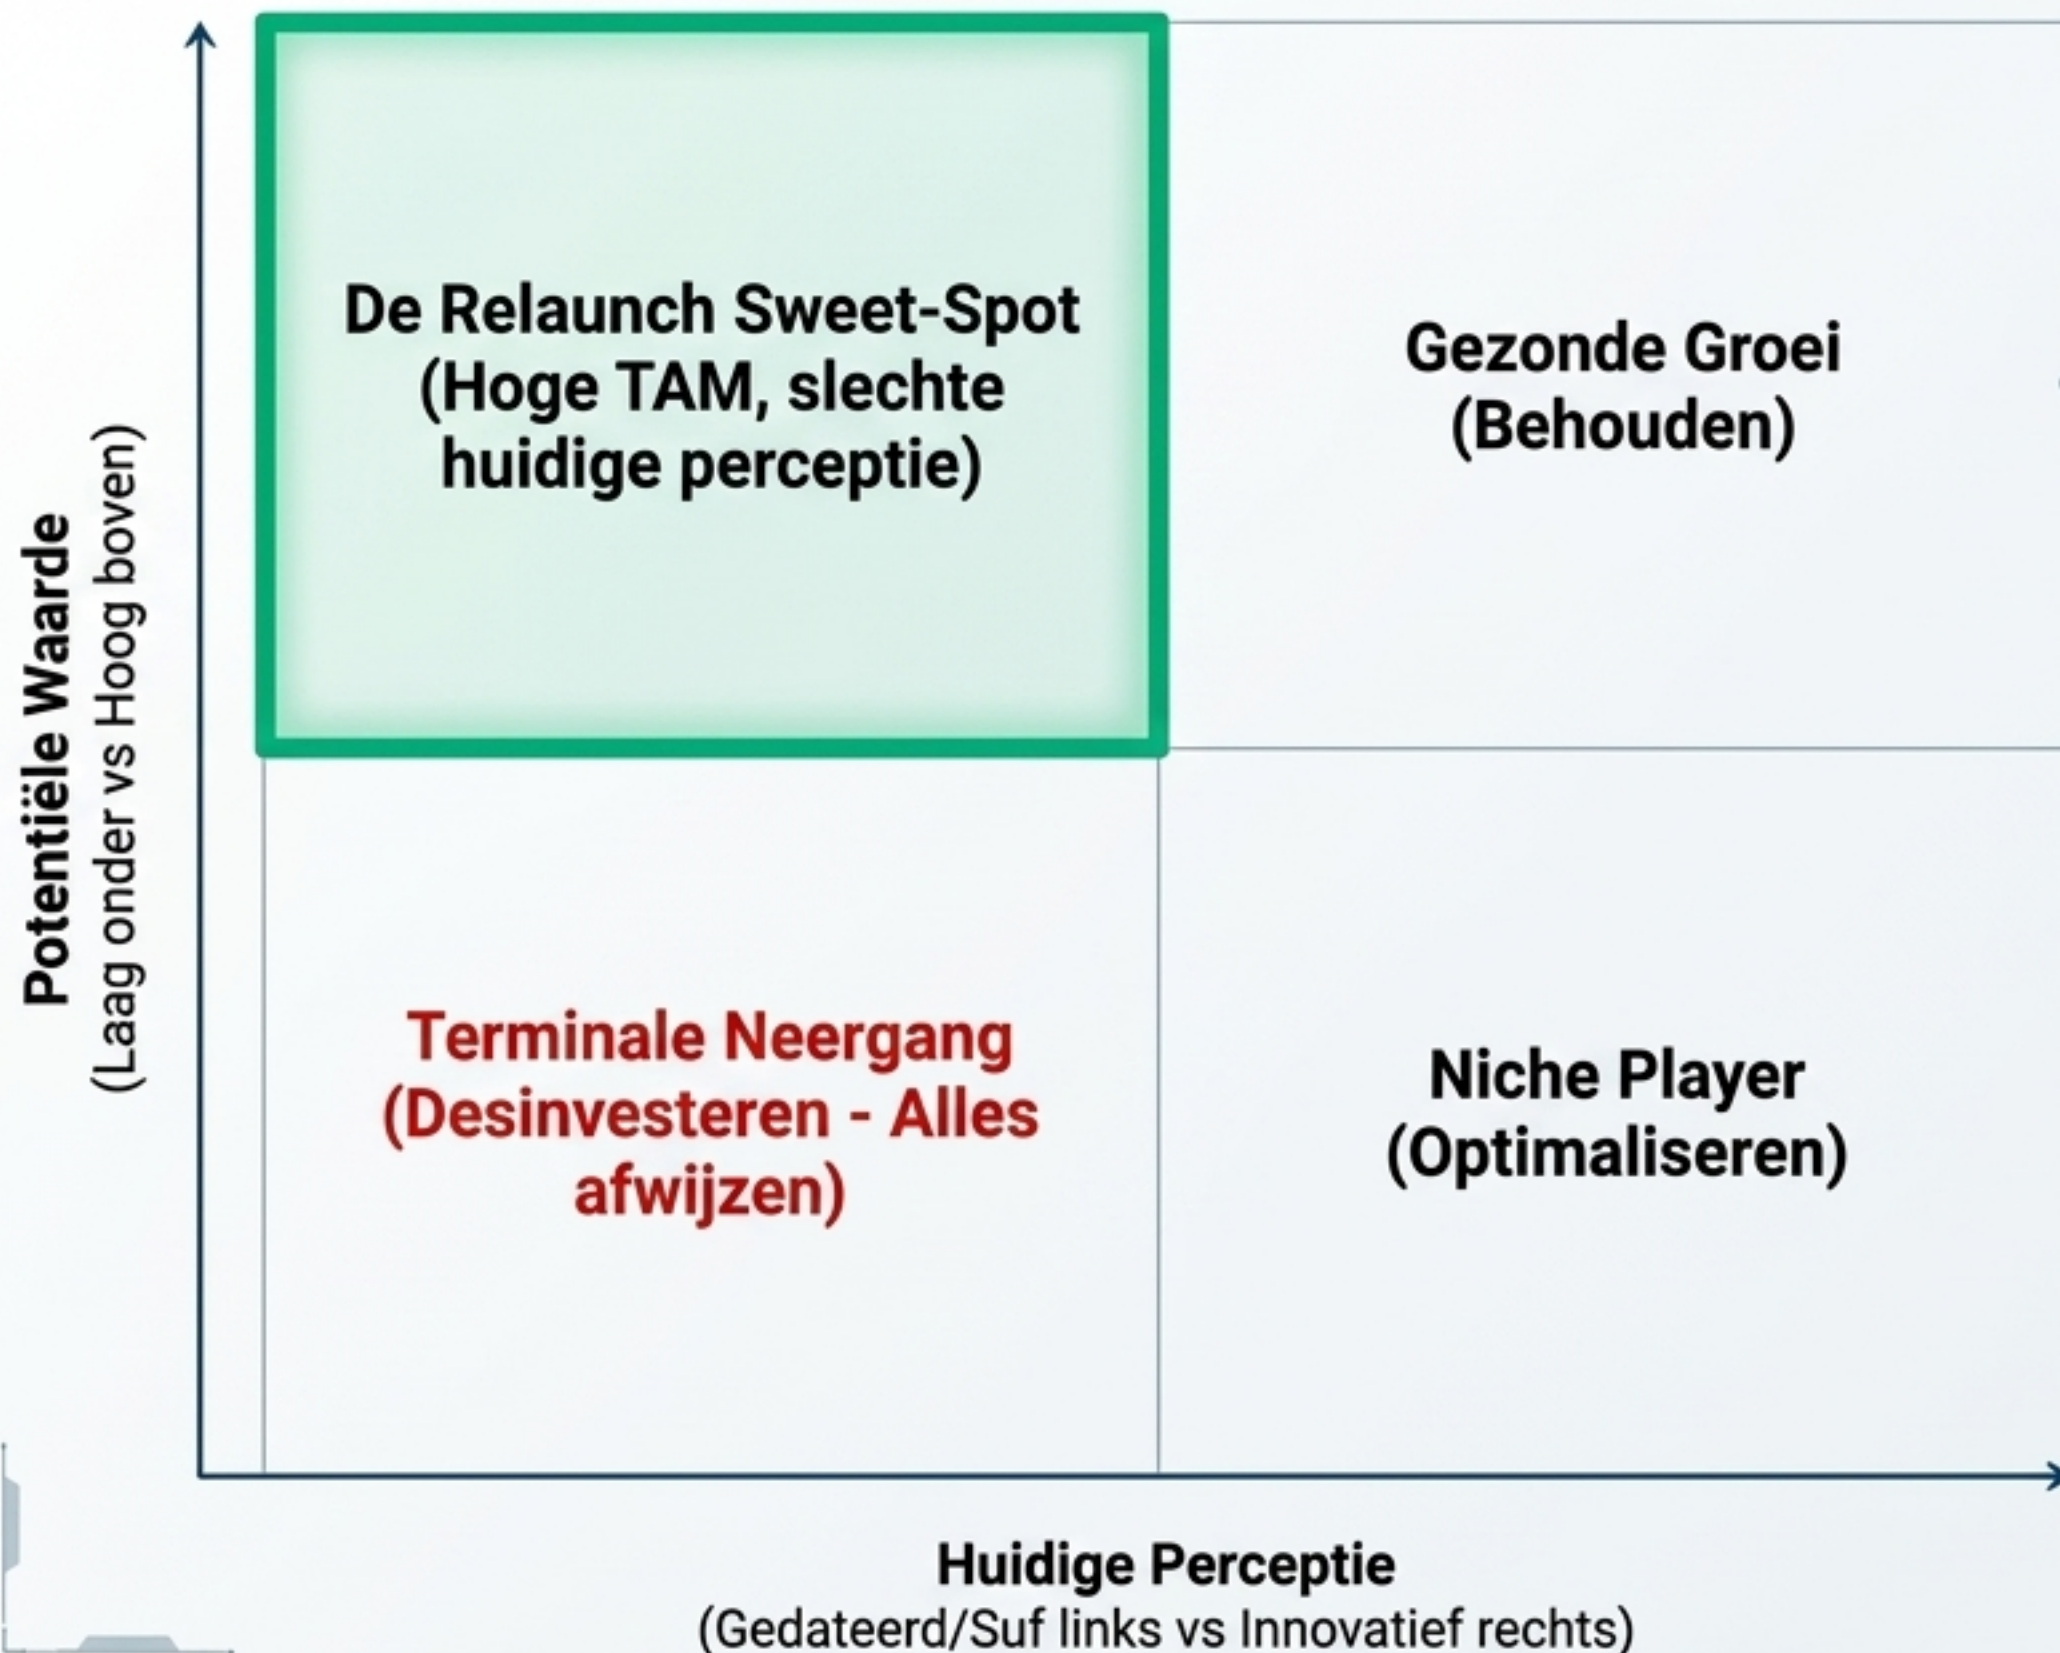 De Relaunch Sweet-Spot
(Hoge TAM, slechte
huidige perceptie)
Gezonde Groei
(Behouden)
Potentiële Waarde
(Laag onder vs Hoog boven)
Terminale Neergang
(Desinvesteren - Alles
afwijzen)
Niche Player
(Optimaliseren)
Huidige Perceptie
(Gedateerd/Suf links vs Innovatief rechts)